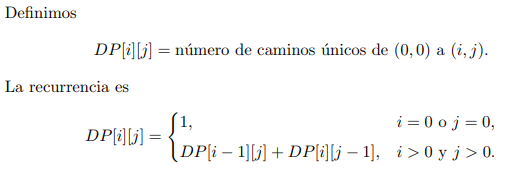 Definimos
DP[i][j] = número de caminos únicos de (0, 0) a (i, j).
La recurrencia es
DP[i][j] = { 1, i = 0 o j = 0,
DP[i − 1][j] + DP[i][j − 1], i > 0 y j > 0.